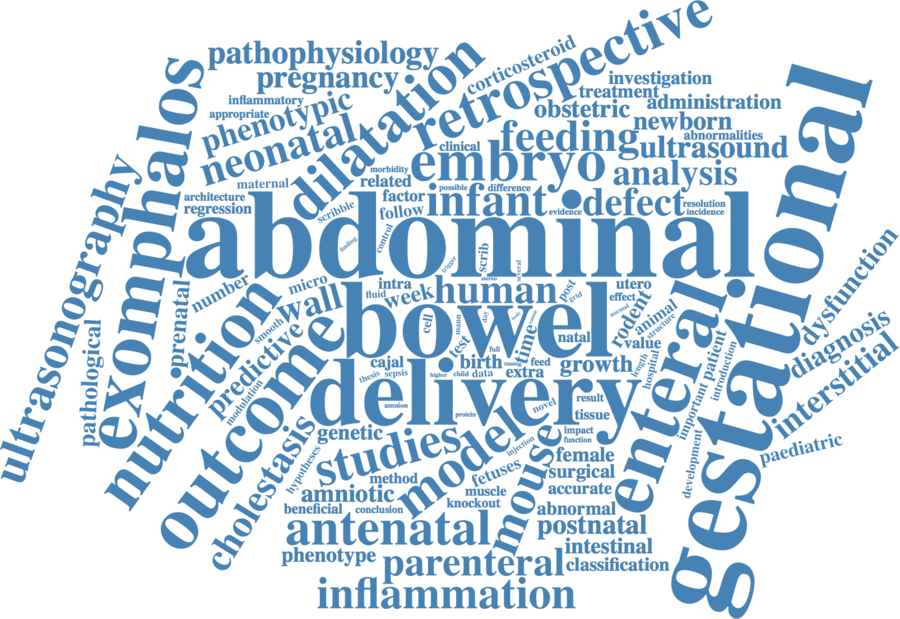 pathophysiology
pregnancy
inflammatory
appropriate
phenotypic
neonatal
dilatation
corticosteroid
retrospective
investigation
treatment
obstetric
administration
newborn
abnormalities
clinical
feeding
ultrasound
embryo
analysis
morbidity
related
maternal
architecture
regression
scribble
factor
follow
possible
difference
infant
evidence
defect
resolution
incidence
exomphalos
ultrasonography
abdominal
gestational
finding
control
trigger
scrib
stereo
several
prenatal
number
micro
wall
intra
fluid
week
human
post
grid
utero
effect
normal
rodent
animal
structure
value
dysfunction
diagnosis
interstitial
paediatric
nutrition
smooth
predictive
modulation
outcome
bowel
cell
mann
day
test
full
time
natal
cajal
birth
timing
feed
growth
thesis
sepsis
higher
child
data
extra
length
hospital
enteral
important
patient
introduction
development
pathological
delivery
amnion
protein
novel
result
tissue
genetic
studies
model
injection
impact
function
cholestasis
hypotheses
method
fetuses
mouse
female
surgical
accurate
amniotic
muscle
knockout
beneficial
conclusion
abnormal
antenatal
postnatal
phenotype
parenteral
intestinal
classification
inflammation